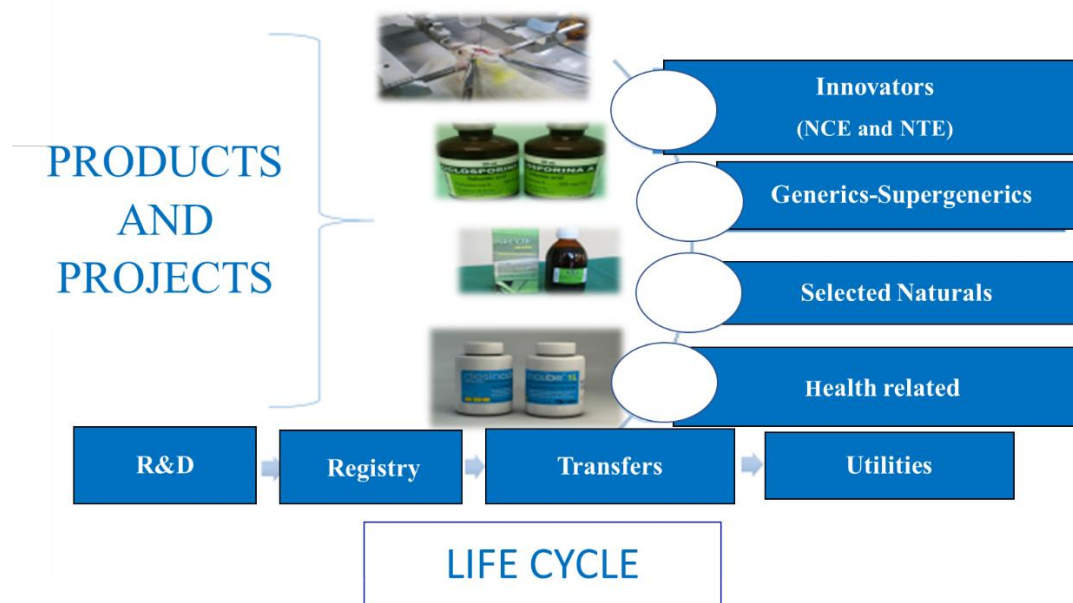 PRODUCTS
AND
PROJECTS
Innovators
(NCE and NTE)
Generics-Supergenerics
Selected Naturals
Health related
R&D
Registry
Transfers
Utilities
LIFE CYCLE